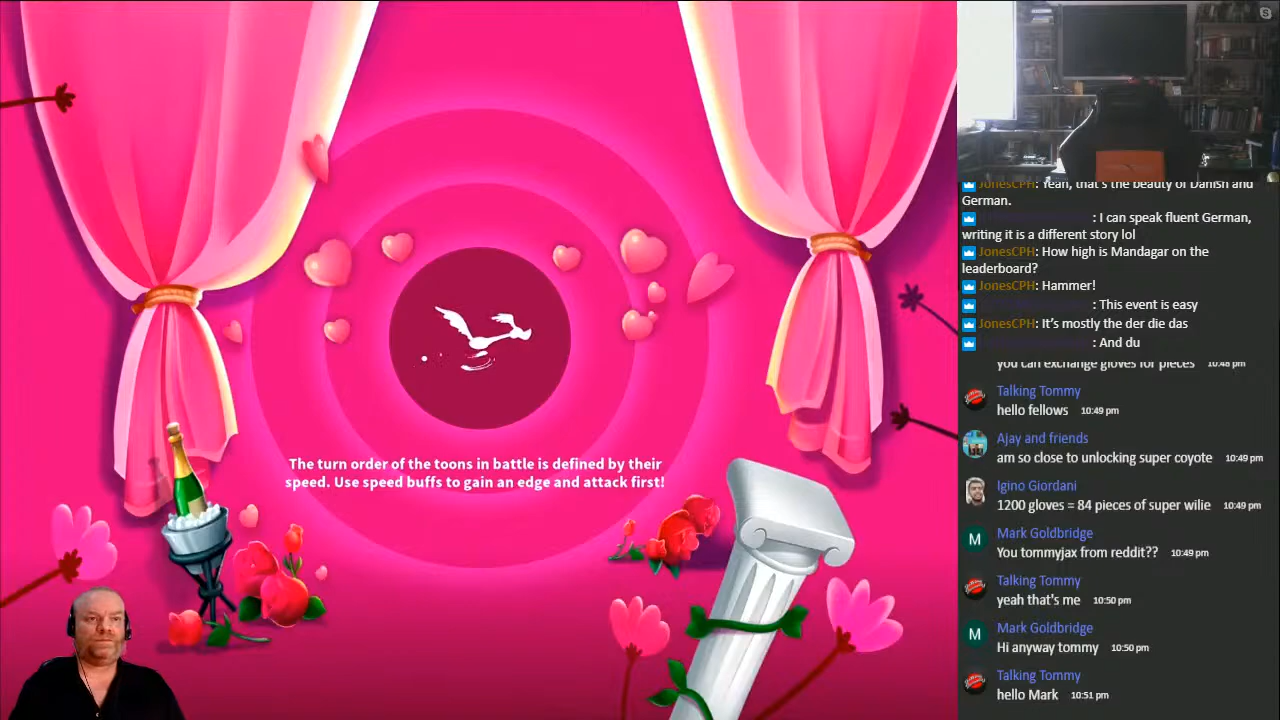 The turn order of the toons in battle is defined by their
speed. Use speed buffs to gain an edge and attack first!
JonesCPH: Yeah, that's the beauty of Danish and
German.
: I can speak fluent German,
writing it is a different story lol
JonesCPH: How high is Mandagar on the
leaderboard?
JonesCPH: Hammer!
: This event is easy
JonesCPH: It's mostly the der die das
: And du
you can exchange gloves for pieces 10:48 pm
Talking Tommy
hello fellows 10:49 pm
Ajay and friends
am so close to unlocking super coyote 10:49 pm
Igino Giordani
1200 gloves = 84 pieces of super wilie 10:49 pm
M Mark Goldbridge
You tommyjax from reddit?? 10:49 pm
Talking Tommy
yeah that's me 10:50 pm
M Mark Goldbridge
Hi anyway tommy 10:50 pm
Talking Tommy
hello Mark 10:51 pm